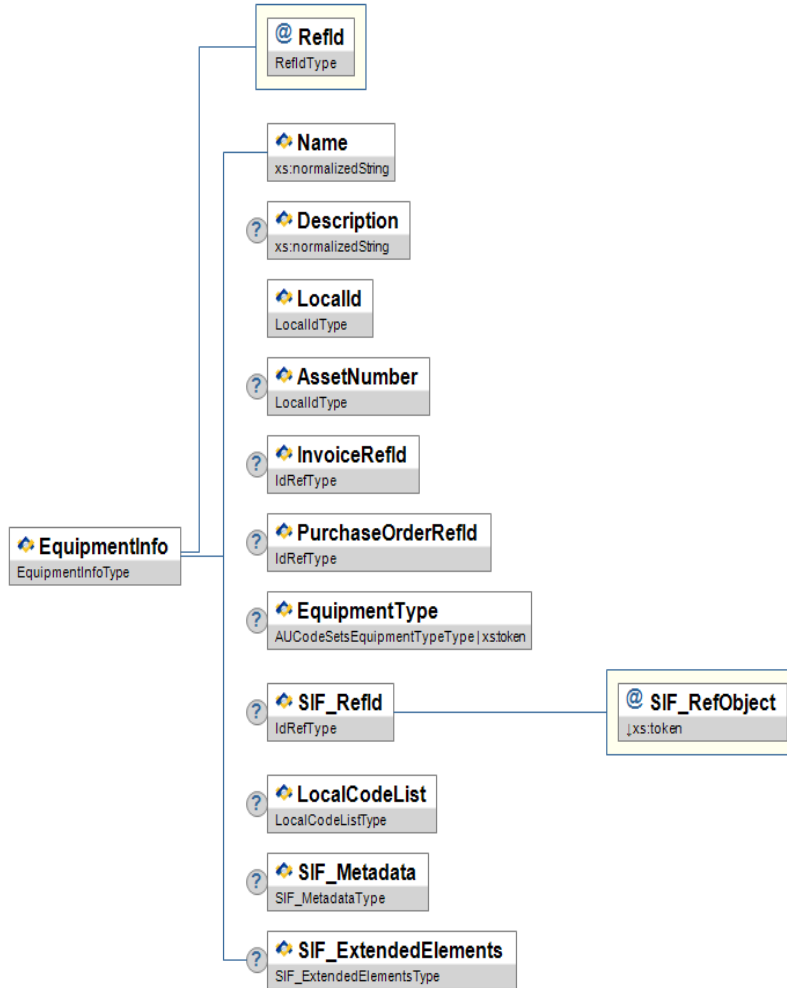 @ RefId
RefIdType
Name
xs:normalizedString
? Description
xs:normalizedString
LocalId
LocalIdType
? AssetNumber
LocalIdType
? InvoiceRefId
IdRefType
? PurchaseOrderRefId
IdRefType
EquipmentInfo
EquipmentInfoType
? EquipmentType
AUCodeSetsEquipmentTypeType|xs:token
? SIF_RefId
IdRefType
@ SIF_RefObject
↓xs:token
? LocalCodeList
LocalCodeListType
? SIF_Metadata
SIF_MetadataType
? SIF_ExtendedElements
SIF_ExtendedElementsType